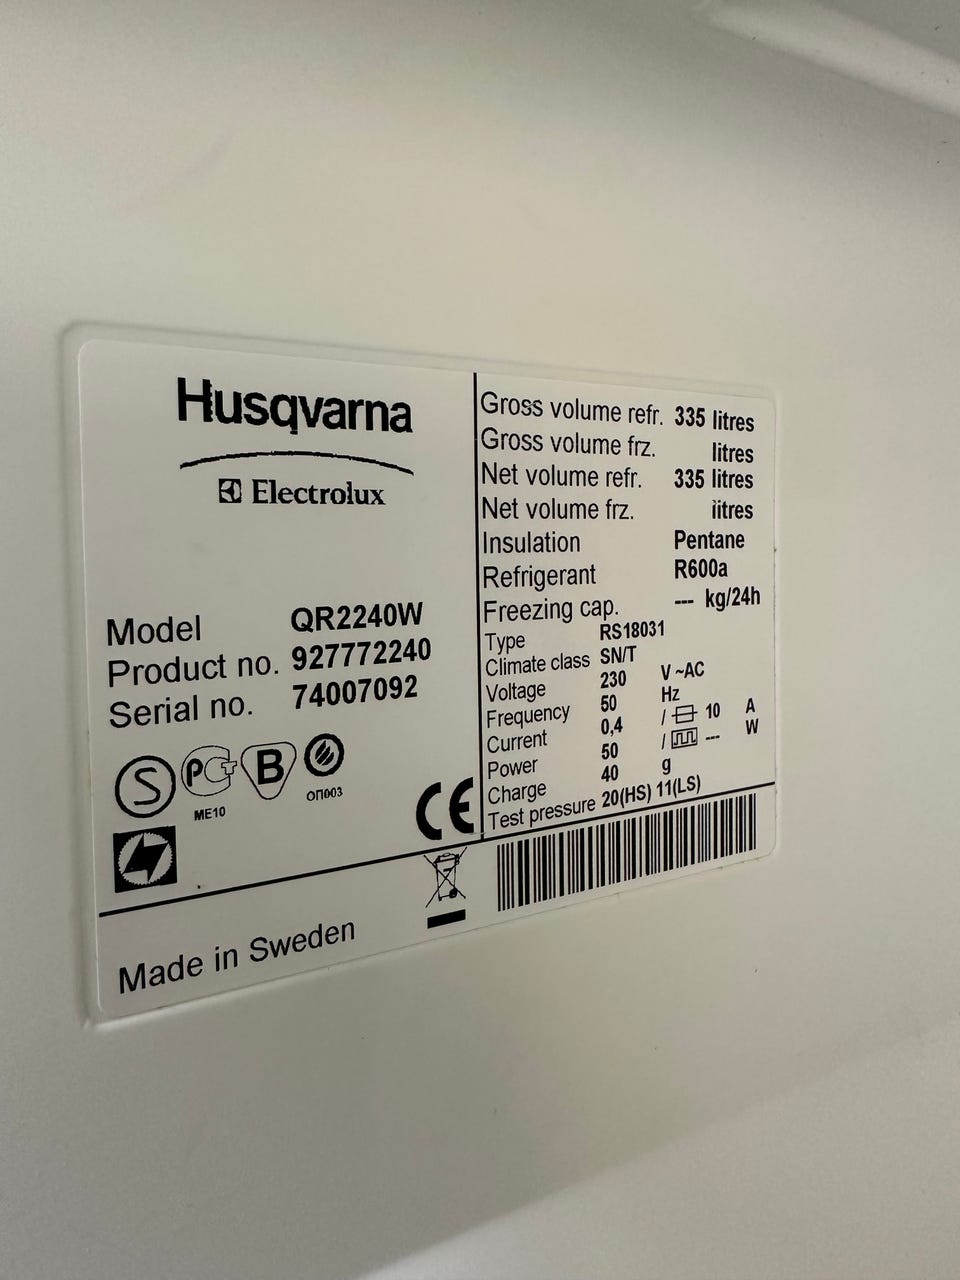 Husqvarna
Electrolux
Model QR2240W
Product no. 927772240
Serial no. 74007092
S
PCT
B
ME10
ОП003
CE
Made in Sweden
Gross volume refr. 335 litres
Gross volume frz. litres
Net volume refr. 335 litres
Net volume frz. litres
Insulation Pentane
Refrigerant R600a
Freezing cap. --- kg/24h
Type RS18031
Climate class SN/T
Voltage 230 V ~AC
Frequency 50 Hz
Current 0,4 / 10 A
Power 50 / --- W
Charge 40 g
Test pressure 20(HS) 11(LS)